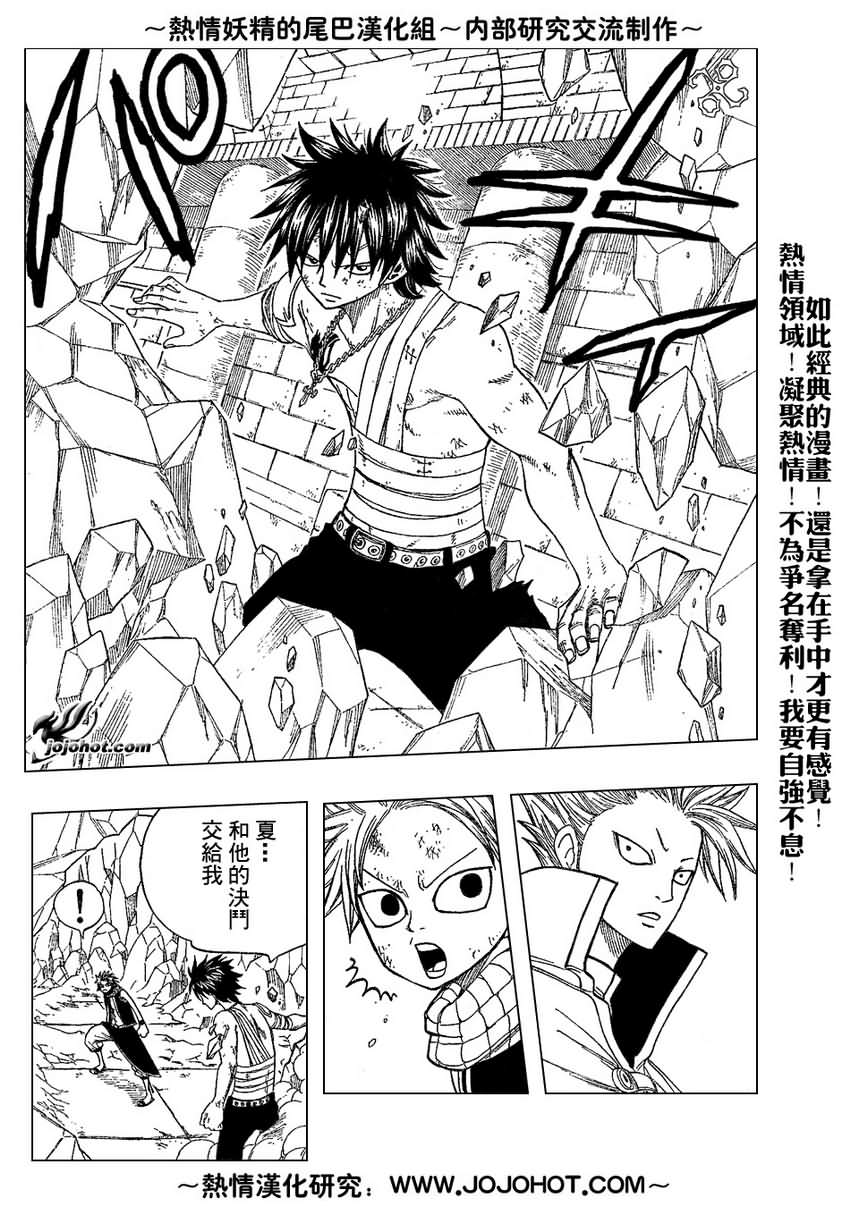 ～熱情妖精的尾巴漢化組～内部研究交流制作～
パキィ
如此經典的漫畫！還是拿在手中才更有感覺！
熱情領域！凝聚熱情！不為爭名奪利！我要自強不息！
jojohot.com
夏…
和他的決鬥
交給我
！
～熱情漢化研究：WWW.JOJOHOT.COM～